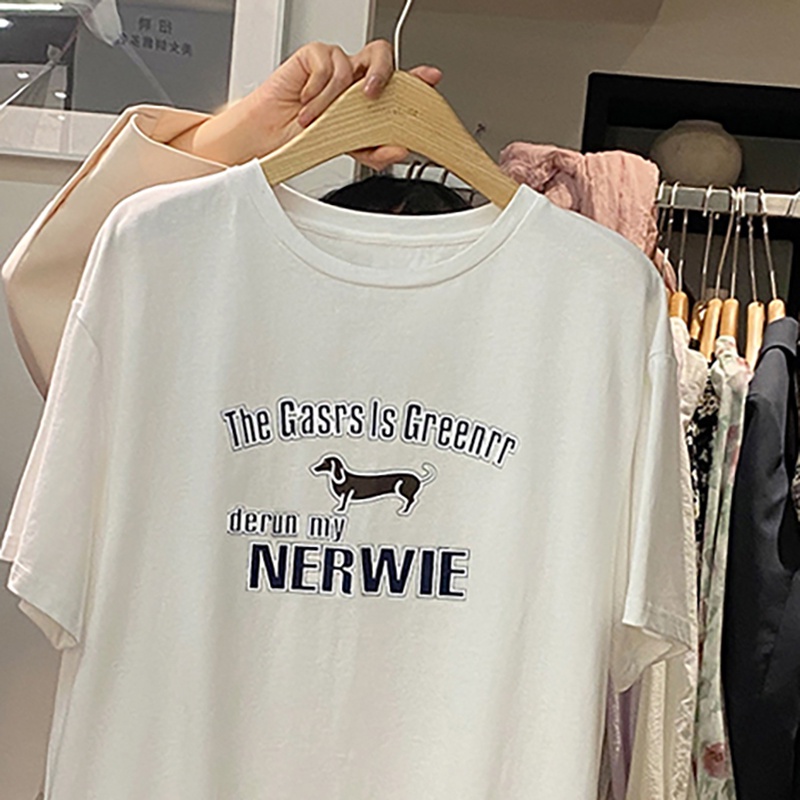 The Gasrs Is Greenrr
derun my
NERWIE